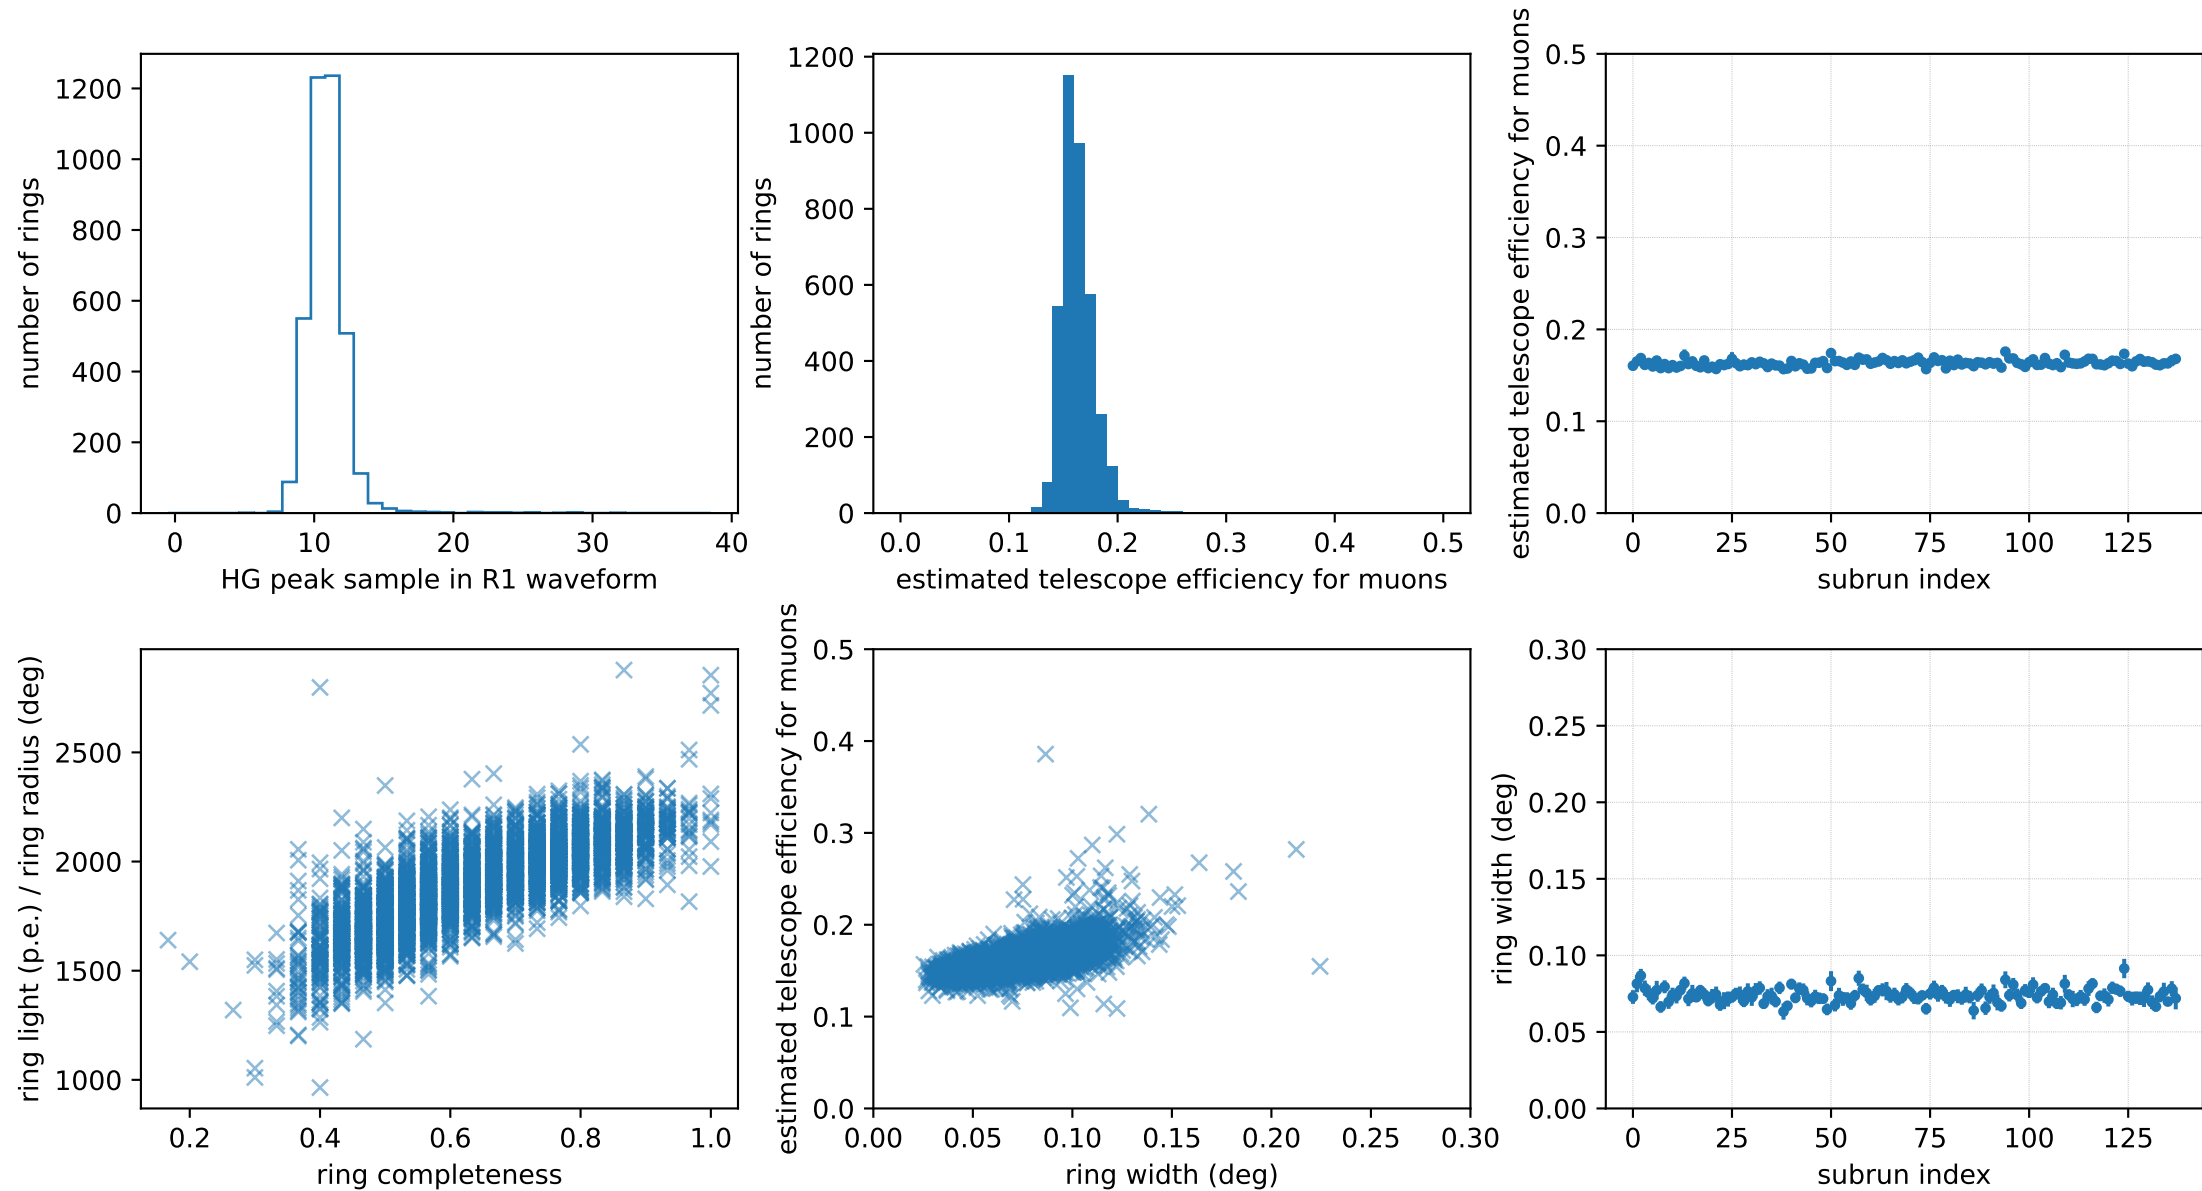 number of rings
1200
1000
800
600
400
200
0
0 10 20 30 40
HG peak sample in R1 waveform
number of rings
1200
1000
800
600
400
200
0
0.0 0.1 0.2 0.3 0.4 0.5
estimated telescope efficiency for muons
estimated telescope efficiency for muons
0.5
0.4
0.3
0.2
0.1
0.0
0 25 50 75 100 125
subrun index
ring light (p.e.) / ring radius (deg)
2500
2000
1500
1000
0.2 0.4 0.6 0.8 1.0
ring completeness
estimated telescope efficiency for muons
0.5
0.4
0.3
0.2
0.1
0.0
0.00 0.05 0.10 0.15 0.20 0.25 0.30
ring width (deg)
ring width (deg)
0.30
0.25
0.20
0.15
0.10
0.05
0.00
0 25 50 75 100 125
subrun index